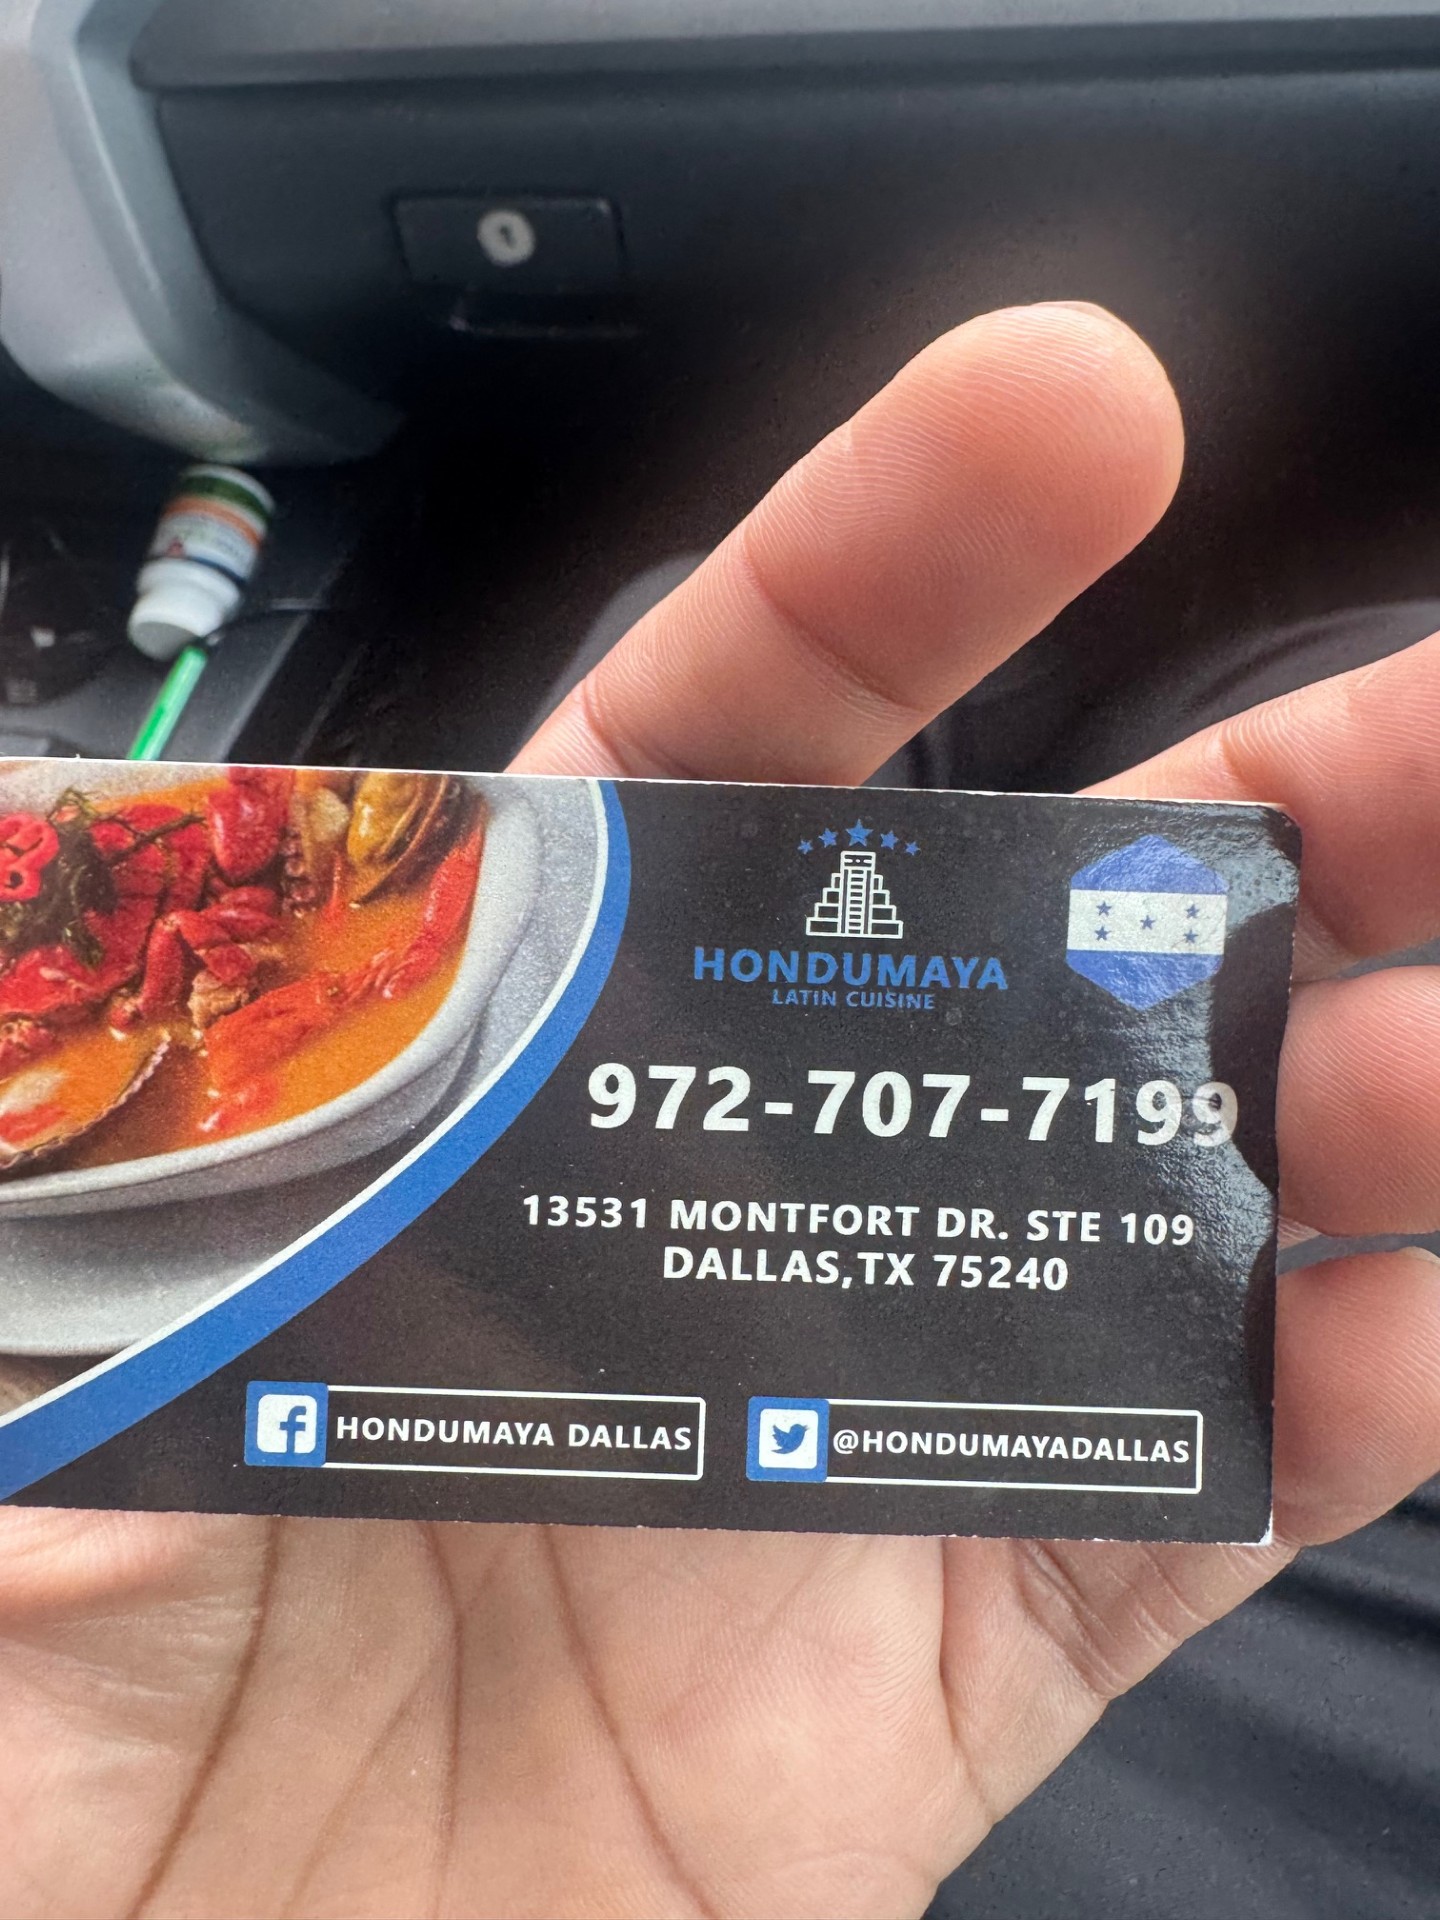 HONDUMAYA
LATIN CUISINE
972-707-7199
13531 MONTFORT DR. STE 109
DALLAS,TX 75240
HONDUMAYA DALLAS
@HONDUMAYADALLAS